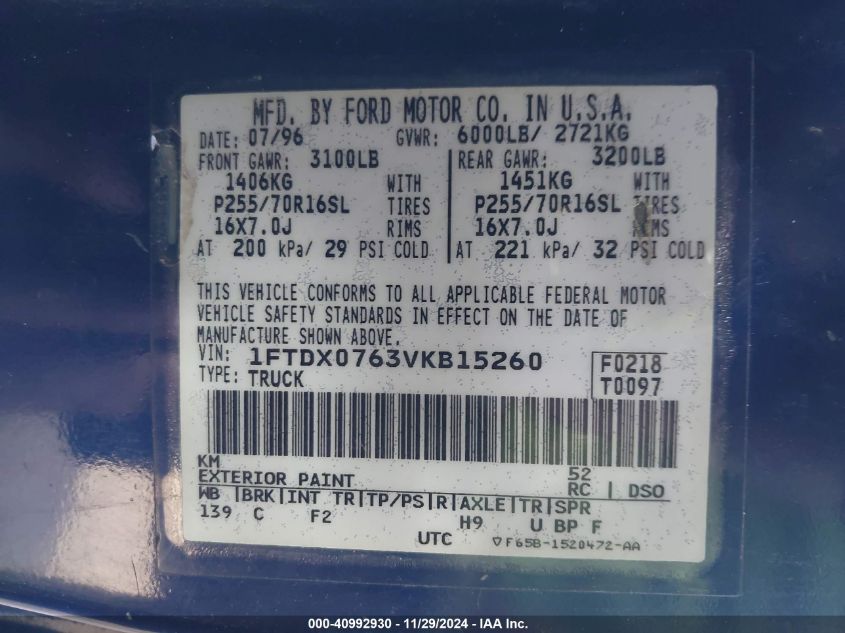 MFD. BY FORD MOTOR CO. IN U.S.A.
DATE: 07/96 GVWR: 6000LB/ 2721KG
FRONT GAWR: 3100LB REAR GAWR: 3200LB
1406KG WITH 1451KG WITH
P255/70R16SL TIRES P255/70R16SL TIRES
16X7.0J RIMS 16X7.0J RIMS
AT 200 kPa/ 29 PSI COLD AT 221 kPa/ 32 PSI COLD
THIS VEHICLE CONFORMS TO ALL APPLICABLE FEDERAL MOTOR
VEHICLE SAFETY STANDARDS IN EFFECT ON THE DATE OF
MANUFACTURE SHOWN ABOVE.
VIN: 1FTDX0763VKB15260 F0218
TYPE: TRUCK T0097
KM 52
EXTERIOR PAINT RC | DSO
WB |BRK|INT TR|TP/PS|R|AXLE|TR|SPR
139 C F2 H9 U BP F
UTC ▽F65B-1520472-AA
000-40992930 - 11/29/2024 - IAA Inc.